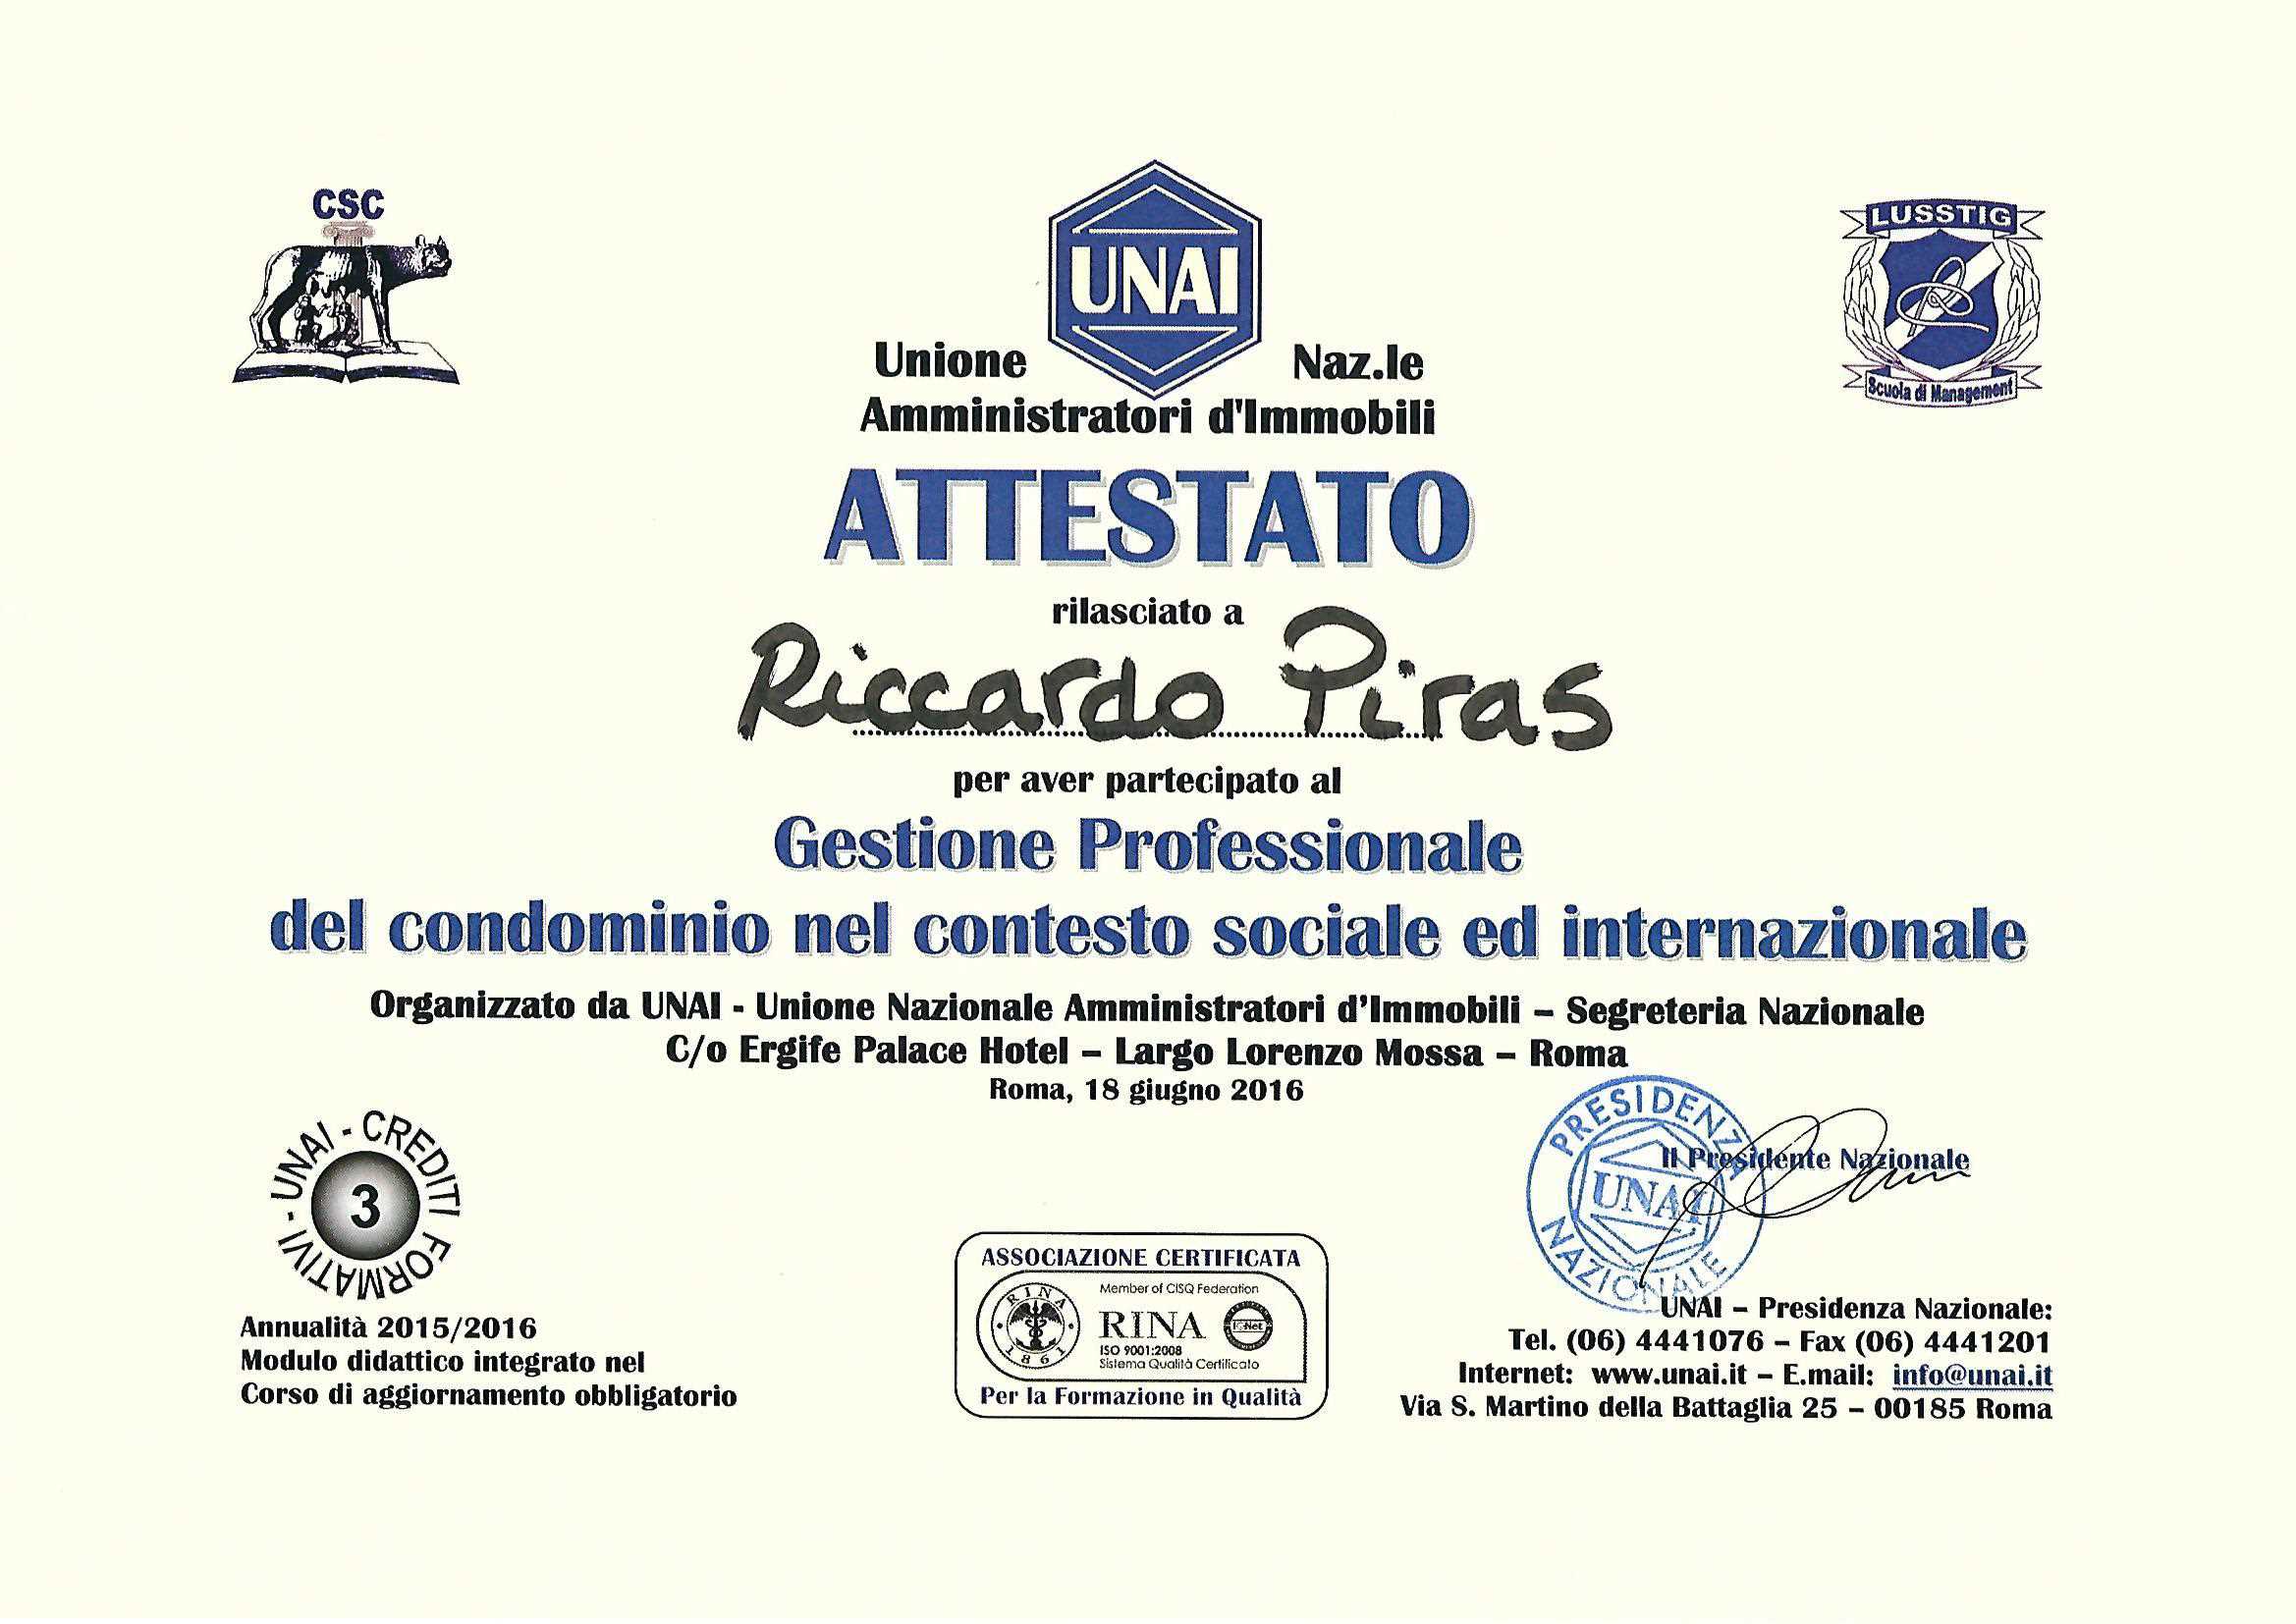 CSC
UNAI
LUSSTIG
Scuola di Management
Unione Naz.le
Amministratori d'Immobili
ATTESTATO
rilasciato a
Riccardo Piras
per aver partecipato al
Gestione Professionale
del condominio nel contesto sociale ed internazionale
Organizzato da UNAI - Unione Nazionale Amministratori d’Immobili – Segreteria Nazionale
C/o Ergife Palace Hotel – Largo Lorenzo Mossa – Roma
Roma, 18 giugno 2016
UNAI - CREDITI FORMATIVI -
3
Annualità 2015/2016
Modulo didattico integrato nel
Corso di aggiornamento obbligatorio
ASSOCIAZIONE CERTIFICATA
RINA
1861
Member of CISQ Federation
RINA
IQNet
ISO 9001:2008
Sistema Qualità Certificato
Per la Formazione in Qualità
PRESIDENZA NAZIONALE
UNAI
Il Presidente Nazionale
UNAI – Presidenza Nazionale:
Tel. (06) 4441076 – Fax (06) 4441201
Internet: www.unai.it – E.mail: info@unai.it
Via S. Martino della Battaglia 25 – 00185 Roma